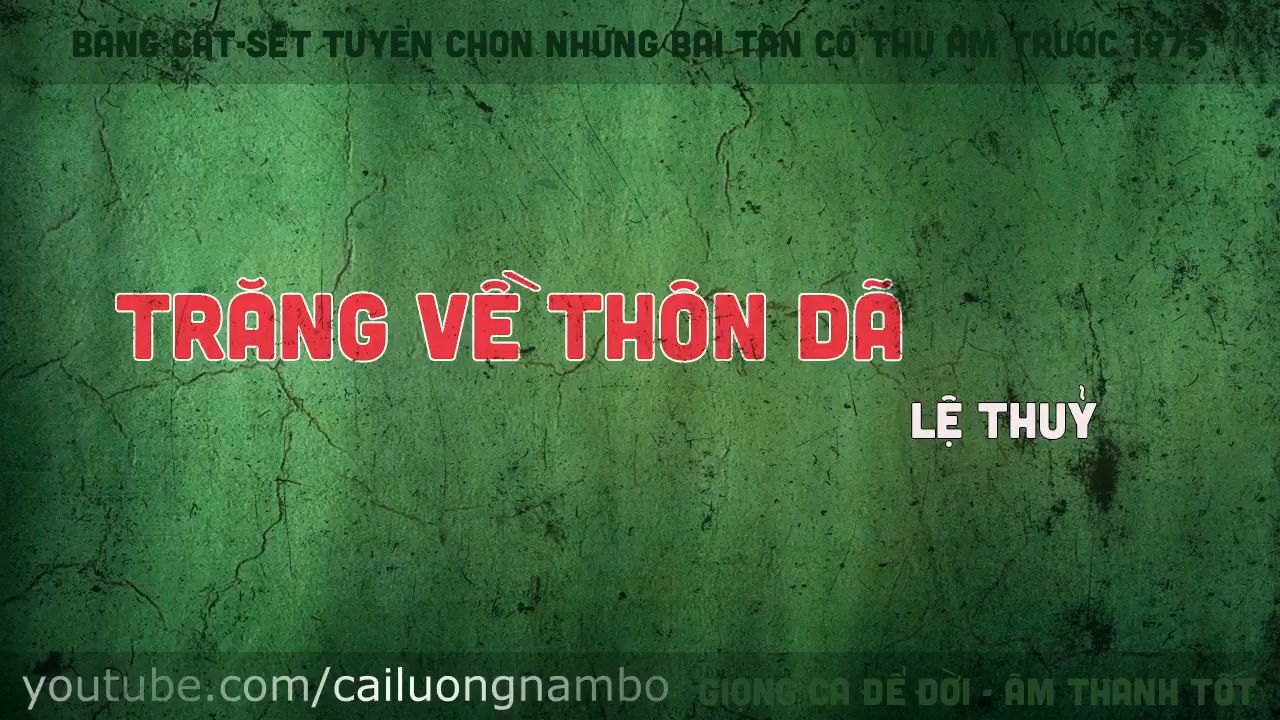 BĂNG CÁT-SÉT TUYỂN CHỌN NHỮNG BÀI TÂN CỔ THU ÂM TRƯỚC 1975
TRĂNG VỀ THÔN DÃ
LỆ THUỶ
youtube.com/cailuongnambo
GIỌNG CA ĐỂ ĐỜI - ÂM THANH TỐT